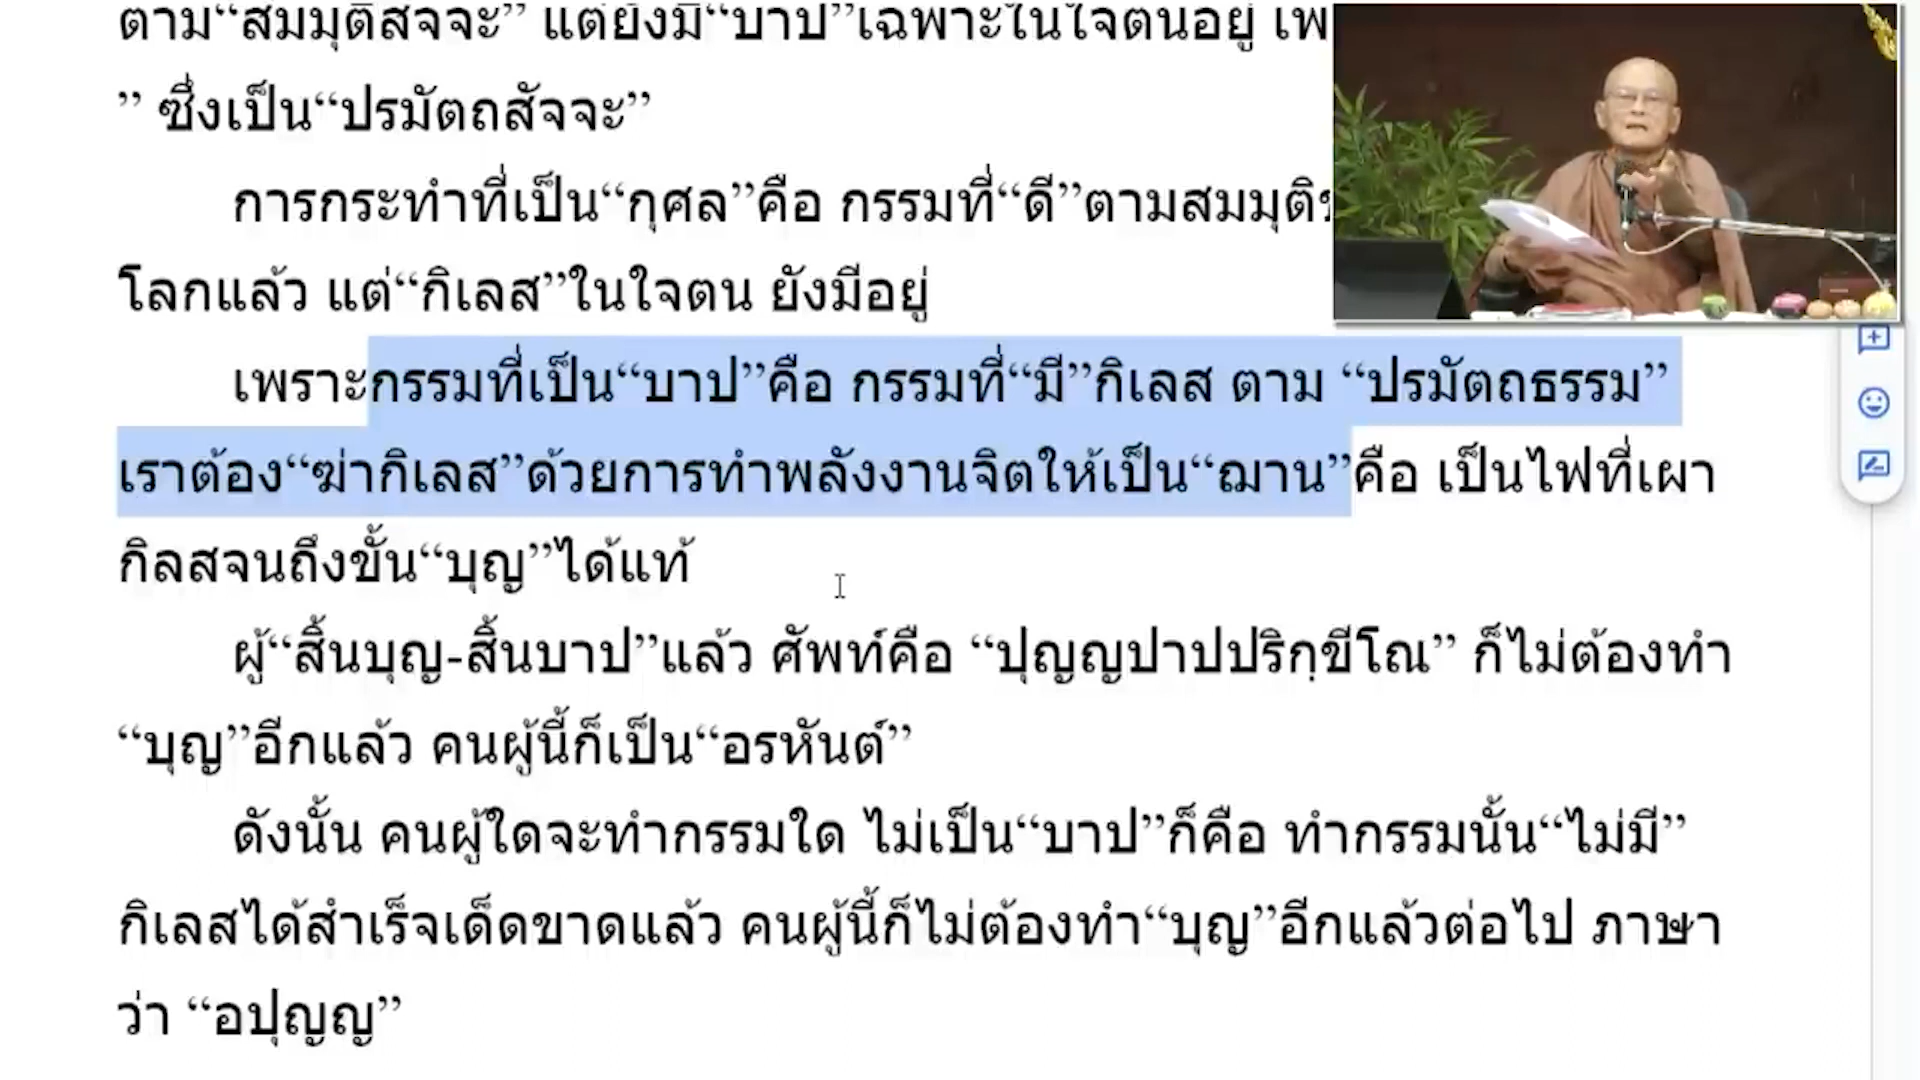 ตาม“สมมุติสัจจะ” แต่ยังมี“บาป”เฉพาะในใจตนอยู่ เพ
” ซึ่งเป็น“ปรมัตถสัจจะ”
การกระทำที่เป็น“กุศล”คือ กรรมที่“ดี”ตามสมมุติ
โลกแล้ว แต่“กิเลส”ในใจตน ยังมีอยู่
เพราะกรรมที่เป็น“บาป”คือ กรรมที่“มี”กิเลส ตาม “ปรมัตถธรรม”
เราต้อง“ฆ่ากิเลส”ด้วยการทำพลังงานจิตให้เป็น“ฌาน”คือ เป็นไฟที่เผา
กิลสจนถึงขั้น“บุญ”ได้แท้
ผู้“สิ้นบุญ-สิ้นบาป”แล้ว ศัพท์คือ “ปุญญปาปปริกฺขีโณ” ก็ไม่ต้องทำ
“บุญ”อีกแล้ว คนผู้นี้ก็เป็น“อรหันต์”
ดังนั้น คนผู้ใดจะทำกรรมใด ไม่เป็น“บาป”ก็คือ ทำกรรมนั้น“ไม่มี”
กิเลสได้สำเร็จเด็ดขาดแล้ว คนผู้นี้ก็ไม่ต้องทำ“บุญ”อีกแล้วต่อไป ภาษา
ว่า “อปุญญ”